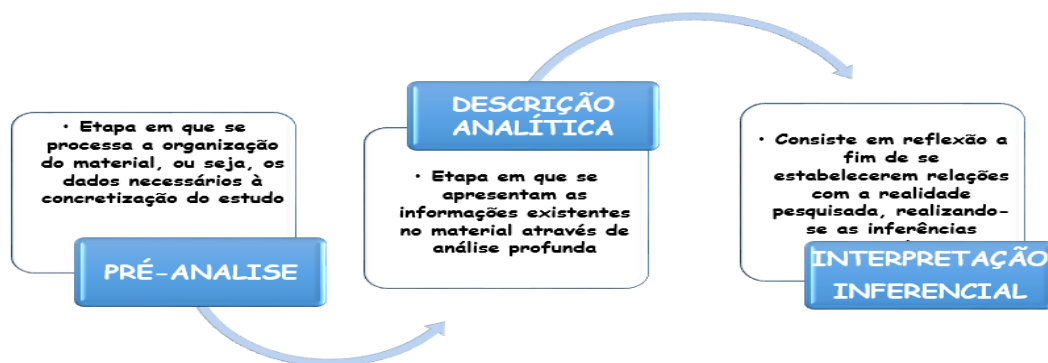 • Etapa em que se
processa a organização
do material, ou seja, os
dados necessários à
concretização do estudo
PRÉ-ANALISE
DESCRIÇÃO
ANALÍTICA
• Etapa em que se
apresentam as
informações existentes
no material através de
análise profunda
• Consiste em reflexão a
fim de se
estabelecerem relações
com a realidade
pesquisada, realizando-
se as inferências
INTERPRETAÇÃO
INFERENCIAL